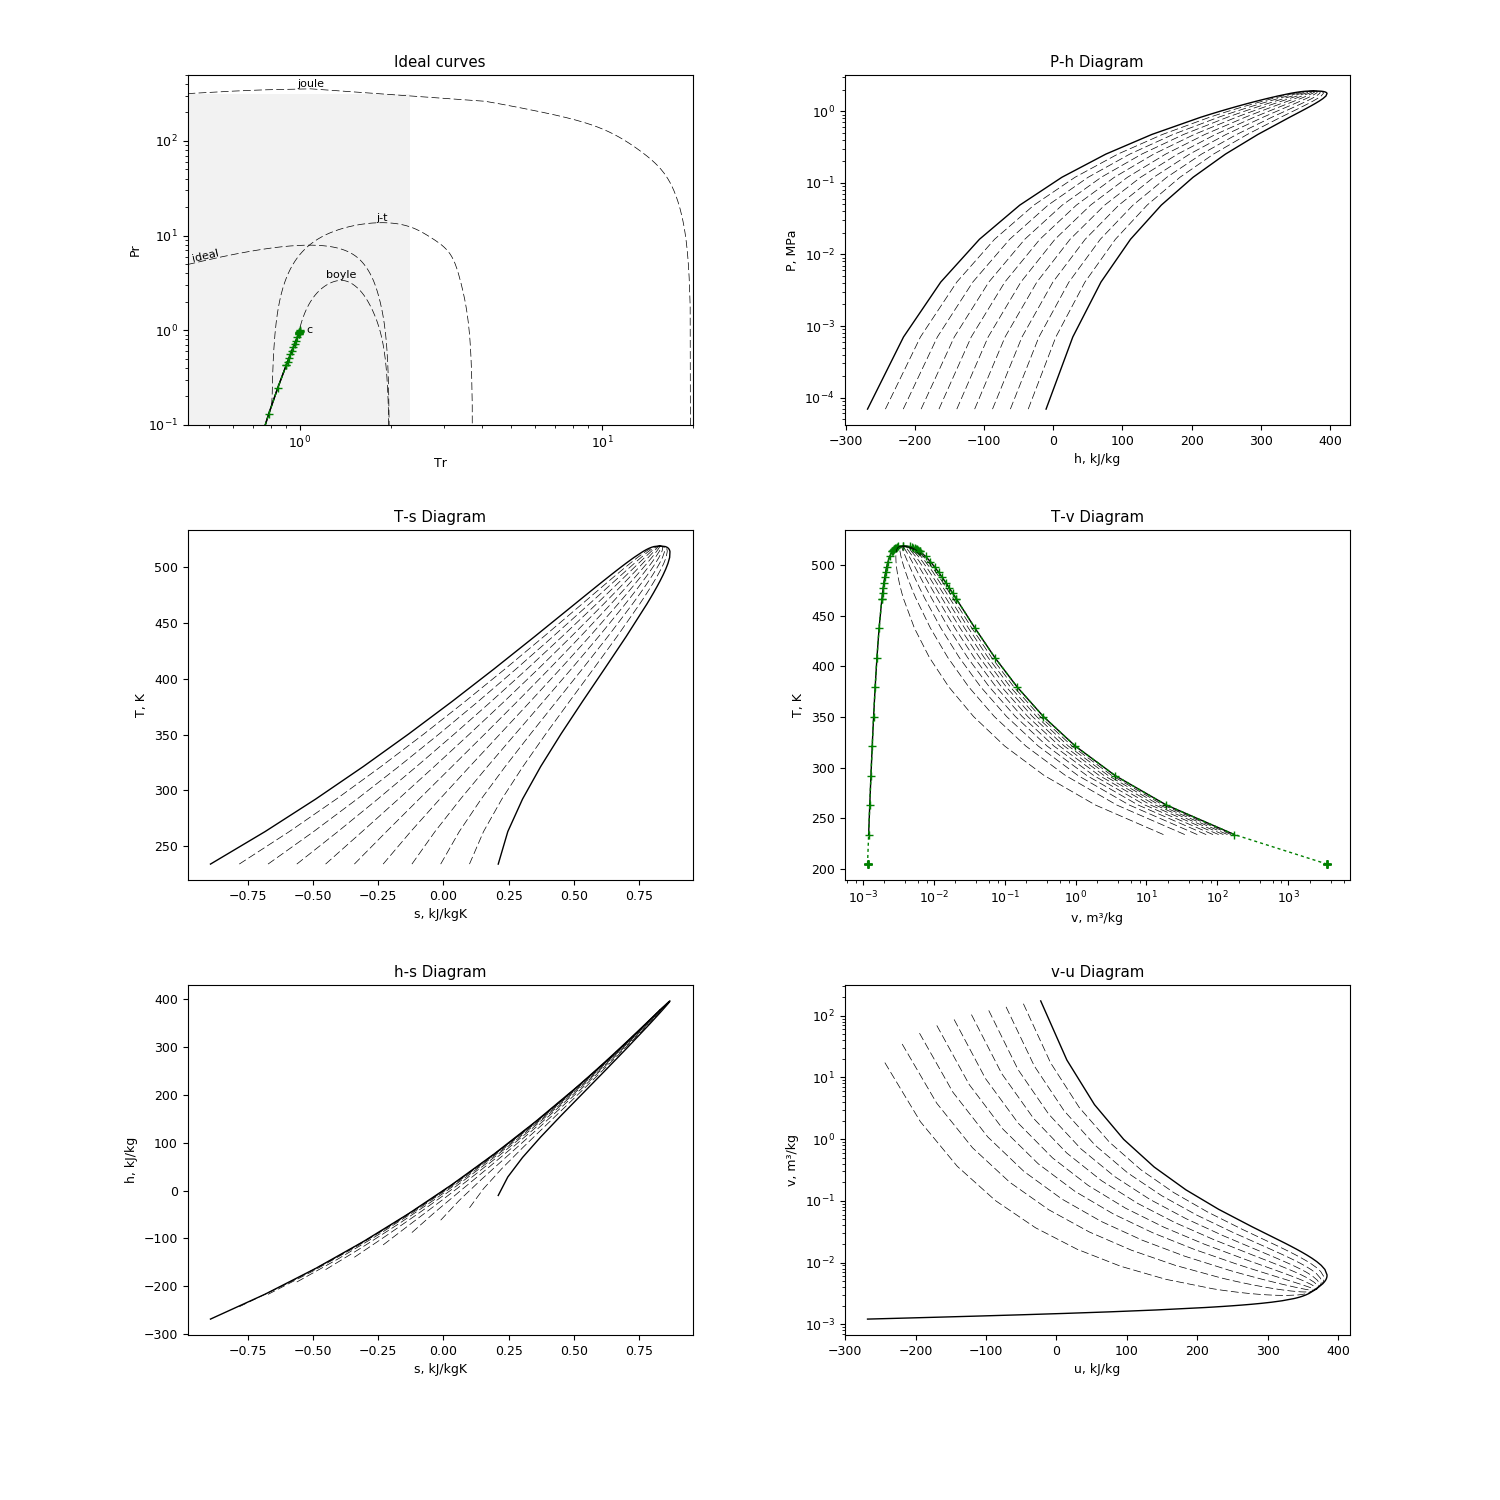 Ideal curves
joule
j-t
ideal
boyle
c
Pr
10² 10¹ 10⁰ 10⁻¹
10⁰ 10¹
Tr
P-h Diagram
P, MPa
10⁰ 10⁻¹ 10⁻² 10⁻³ 10⁻⁴
−300 −200 −100 0 100 200 300 400
h, kJ/kg
T-s Diagram
T, K
500 450 400 350 300 250
−0.75 −0.50 −0.25 0.00 0.25 0.50 0.75
s, kJ/kgK
T-v Diagram
T, K
500 450 400 350 300 250 200
10⁻³ 10⁻² 10⁻¹ 10⁰ 10¹ 10² 10³
v, m³/kg
h-s Diagram
h, kJ/kg
400 300 200 100 0 −100 −200 −300
−0.75 −0.50 −0.25 0.00 0.25 0.50 0.75
s, kJ/kgK
v-u Diagram
v, m³/kg
10² 10¹ 10⁰ 10⁻¹ 10⁻² 10⁻³
−300 −200 −100 0 100 200 300 400
u, kJ/kg